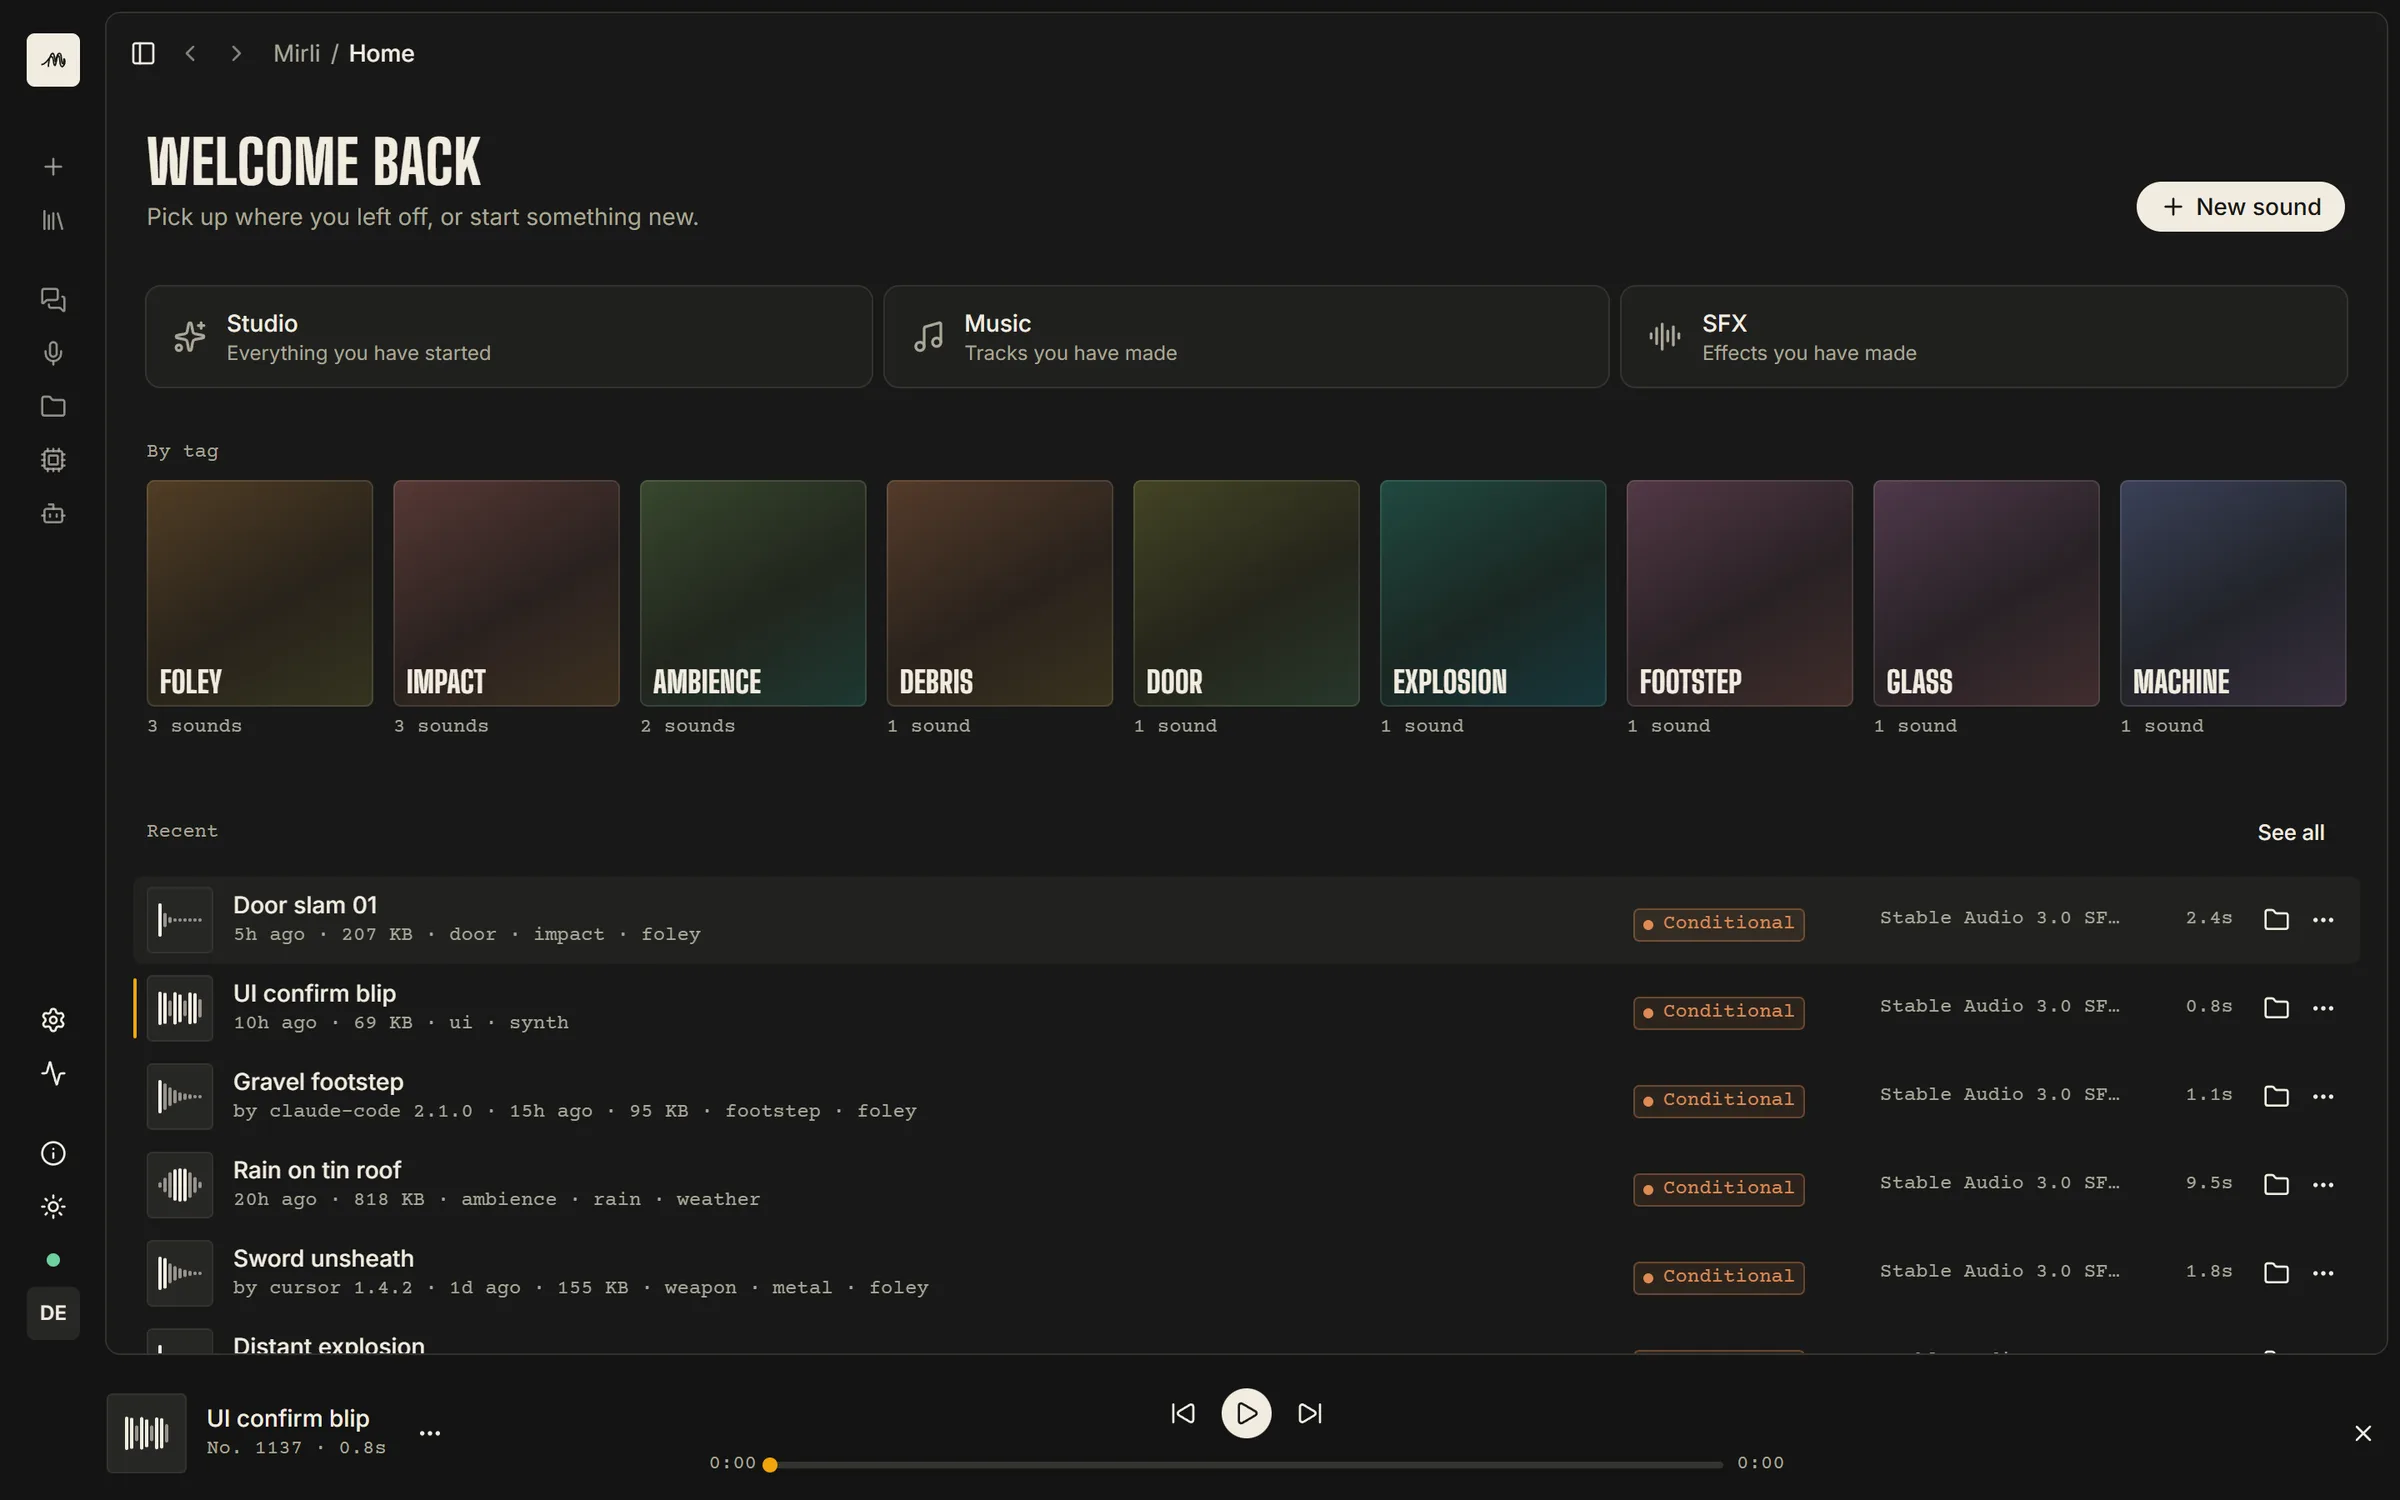 Mirli / Home
WELCOME BACK
Pick up where you left off, or start something new.
+ New sound
Studio
Everything you have started
Music
Tracks you have made
SFX
Effects you have made
By tag
FOLEY
3 sounds
IMPACT
3 sounds
AMBIENCE
2 sounds
DEBRIS
1 sound
DOOR
1 sound
EXPLOSION
1 sound
FOOTSTEP
1 sound
GLASS
1 sound
MACHINE
1 sound
Recent
See all
Door slam 01
5h ago · 207 KB · door · impact · foley
Conditional
Stable Audio 3.0 SF…
2.4s
UI confirm blip
10h ago · 69 KB · ui · synth
Conditional
Stable Audio 3.0 SF…
0.8s
Gravel footstep
by claude-code 2.1.0 · 15h ago · 95 KB · footstep · foley
Conditional
Stable Audio 3.0 SF…
1.1s
Rain on tin roof
20h ago · 818 KB · ambience · rain · weather
Conditional
Stable Audio 3.0 SF…
9.5s
Sword unsheath
by cursor 1.4.2 · 1d ago · 155 KB · weapon · metal · foley
Conditional
Stable Audio 3.0 SF…
1.8s
Distant explosion
DE
UI confirm blip
No. 1137 · 0.8s
0:00
0:00